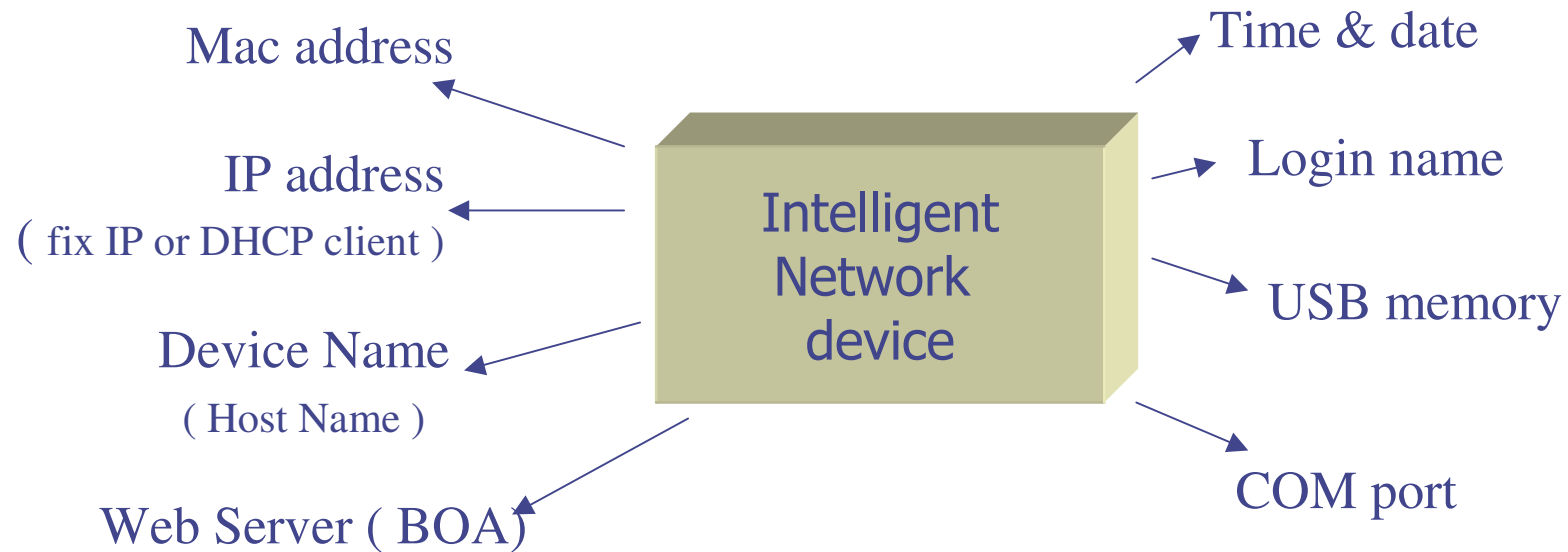 Mac address
IP address
( fix IP or DHCP client )
Device Name
( Host Name )
Web Server ( BOA)
Intelligent
Network
device
Time & date
Login name
USB memory
COM port